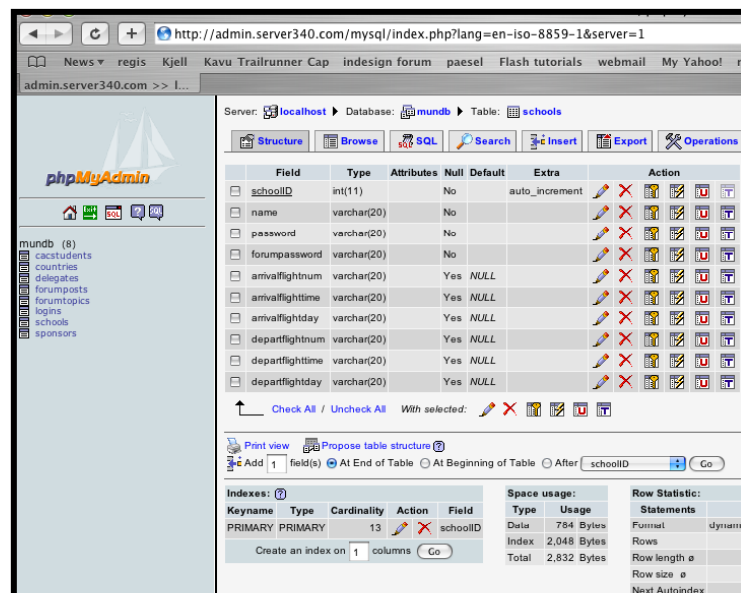 http://admin.server340.com/mysql/index.php?lang=en-iso-8859-1&server=1
News regis Kjell Kavu Trailrunner Cap indesign forum paesel Flash tutorials webmail My Yahoo!
admin.server340.com >> I...
Server: localhost Database: mundb Table: schools
Structure Browse SQL Search Insert Export Operations
phpMyAdmin
SQL
mundb (8)
cacstudents
countries
delegates
forumposts
forumtopics
logins
schools
sponsors
Field Type Attributes Null Default Extra Action
schoolID int(11) No auto_increment
name varchar(20) No
password varchar(20) No
forumpassword varchar(20) No
arrivalflightnum varchar(20) Yes NULL
arrivalflighttime varchar(20) Yes NULL
arrivalflightday varchar(20) Yes NULL
departflightnum varchar(20) Yes NULL
departflighttime varchar(20) Yes NULL
departflightday varchar(20) Yes NULL
Check All / Uncheck All With selected:
Print view Propose table structure
Add 1 field(s) At End of Table At Beginning of Table After schoolID Go
Indexes:
Keyname Type Cardinality Action Field
PRIMARY PRIMARY 13 schoolID
Create an index on 1 columns Go
Space usage:
Type Usage
Data 784 Bytes
Index 2,048 Bytes
Total 2,832 Bytes
Row Statistic:
Statements
Format dynam
Rows
Row length ø
Row size ø
Next Autoindex